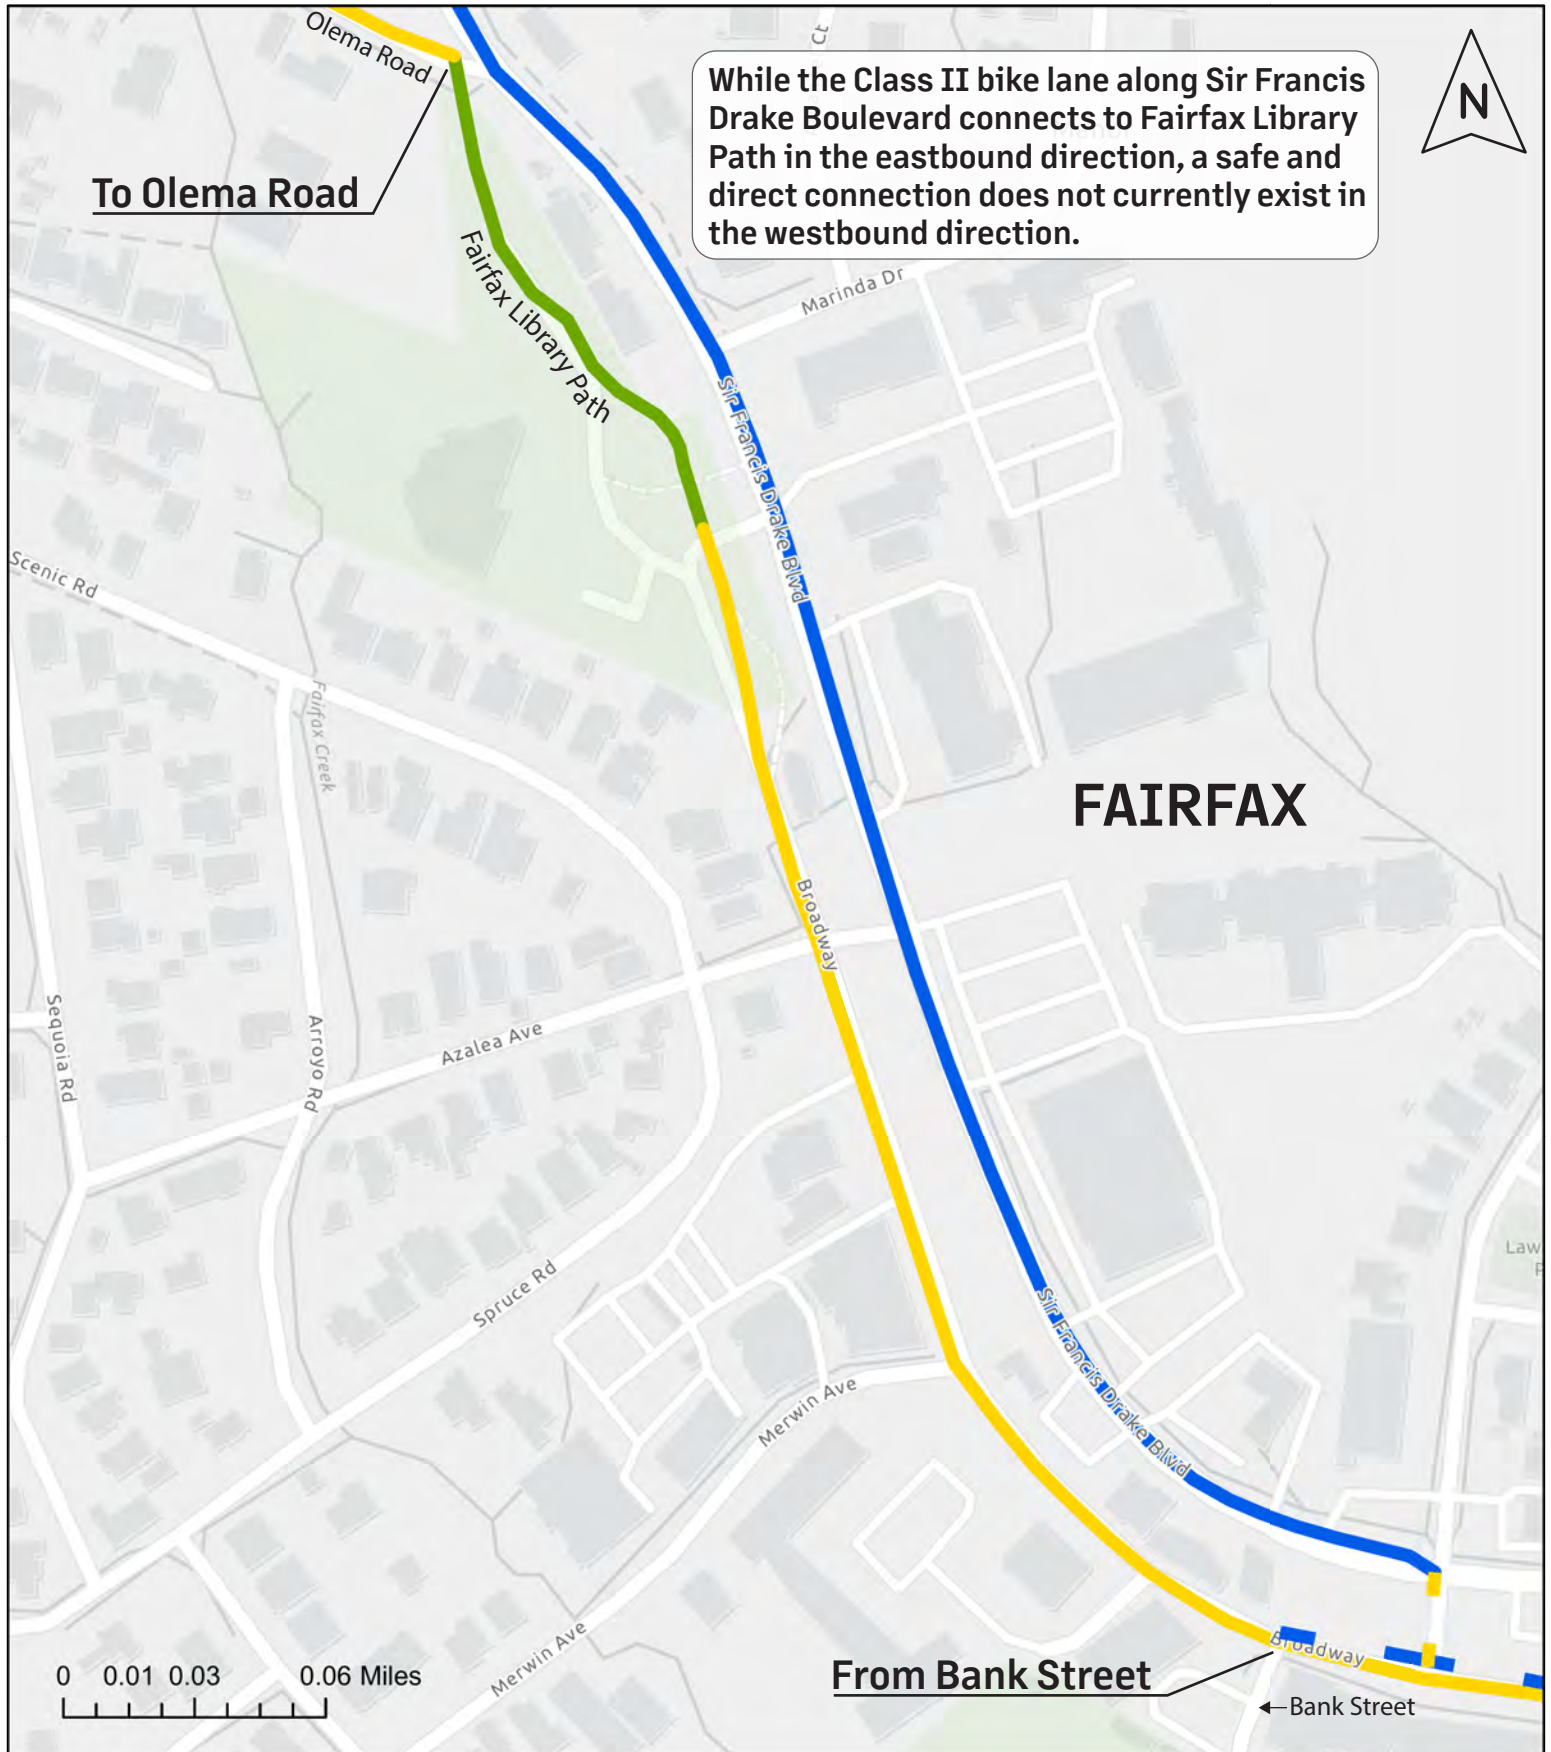 Olema Road
Ct
While the Class II bike lane along Sir Francis
Drake Boulevard connects to Fairfax Library
Path in the eastbound direction, a safe and
direct connection does not currently exist in
the westbound direction.
N
To Olema Road
Fairfax Library Path
Marinda Dr
Sir Francis Drake Blvd
Scenic Rd
Fairfax Creek
FAIRFAX
Broadway
Sequoia Rd
Arroyo Rd
Azalea Ave
Spruce Rd
Law
P
Sir Francis Drake Blvd
Merwin Ave
Merwin Ave
Broadway
0 0.01 0.03 0.06 Miles
From Bank Street
Bank Street